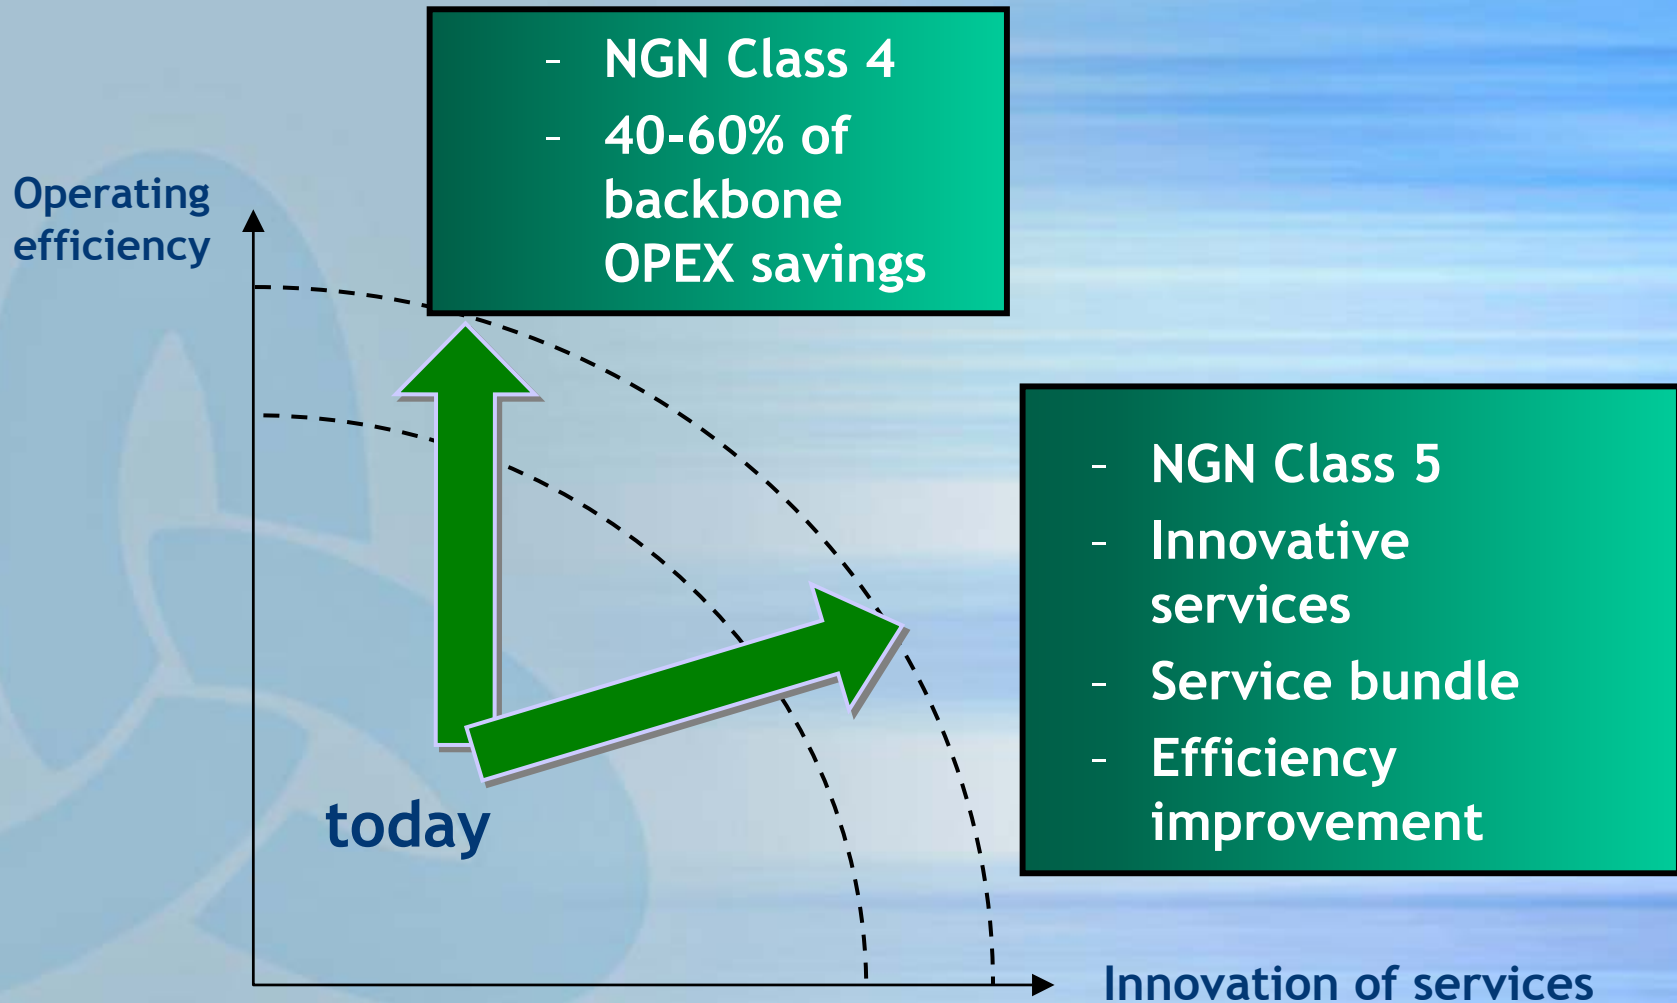 - NGN Class 4
- 40-60% of
backbone
OPEX savings
Operating
efficiency
- NGN Class 5
- Innovative
services
- Service bundle
- Efficiency
improvement
today
Innovation of services